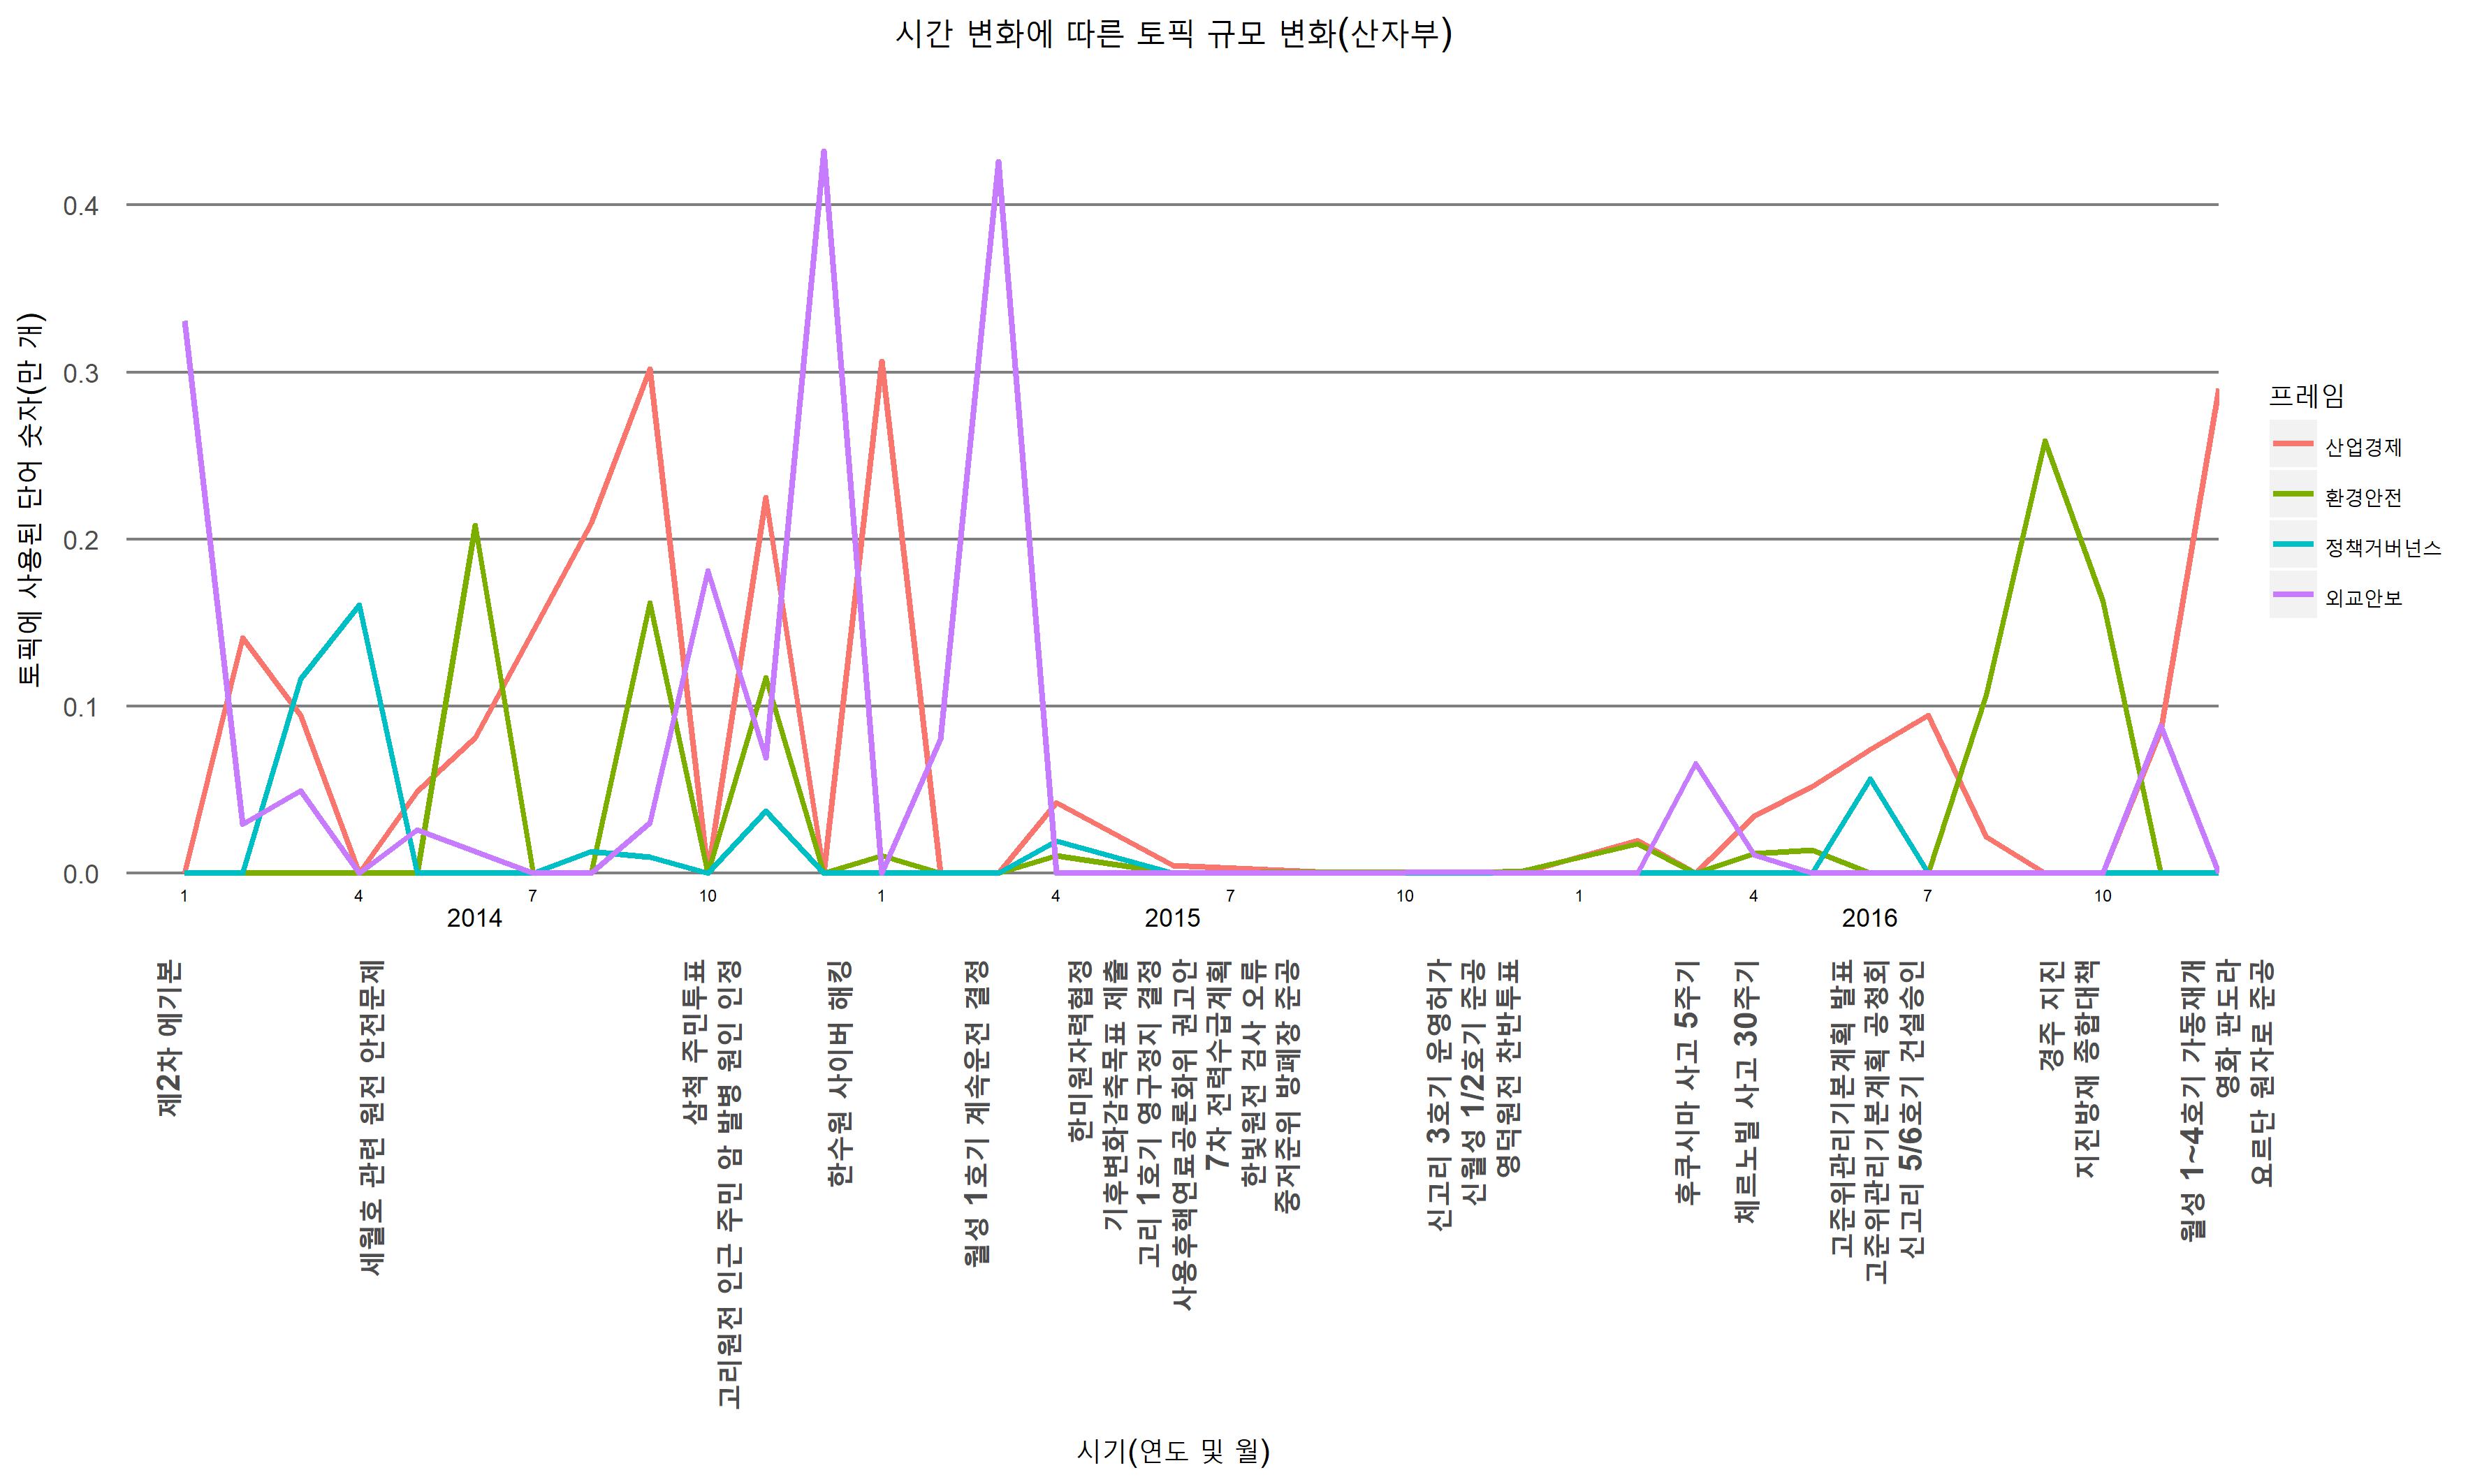 시간 변화에 따른 토픽 규모 변화(산자부)
토픽에 사용된 단어 숫자(만 개)
0.4
0.3
0.2
0.1
0.0
프레임
산업경제
환경안전
정책거버넌스
외교안보
1 4 7 10 1 4 7 10 1 4 7 10
2014 2015 2016
제2차 에기본
세월호 관련 원전 안전문제
삼척 주민투표
고리원전 인근 주민 암 발병 원인 인정
한수원 사이버 해킹
월성 1호기 계속운전 결정
한미원자력협정
기후변화감축목표 제출
고리 1호기 영구정지 결정
사용후핵연료공론화위 권고안
7차 전력수급계획
한빛원전 검사 오류
중저준위 방폐장 준공
신고리 3호기 운영허가
신월성 1/2호기 준공
영덕원전 찬반투표
후쿠시마 사고 5주기
체르노빌 사고 30주기
고준위관리기본계획 발표
고준위관리기본계획 공청회
신고리 5/6호기 건설승인
경주 지진
지진방재 종합대책
월성 1~4호기 가동재개
영화 판도라
요르단 원자로 준공
시기(연도 및 월)